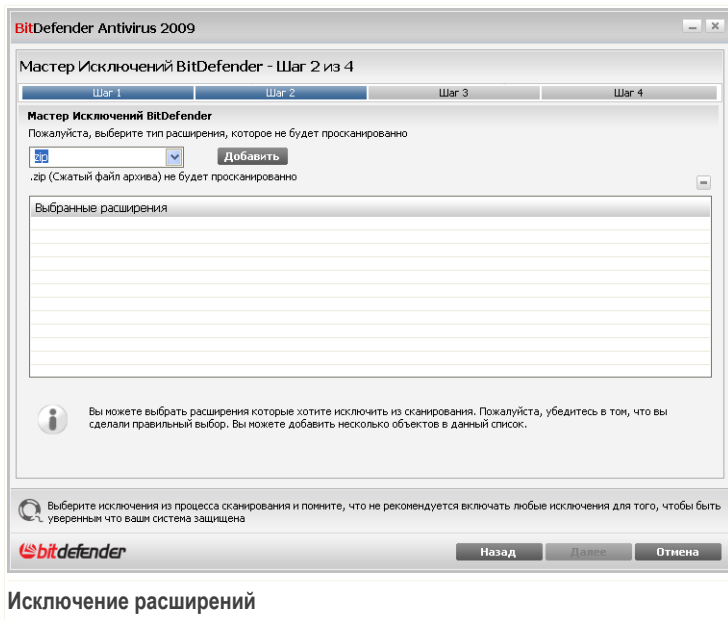 BitDefender Antivirus 2009
Мастер Исключений BitDefender - Шаг 2 из 4
Шаг 1 Шаг 2 Шаг 3 Шаг 4
Мастер Исключений BitDefender
Пожалуйста, выберите тип расширения, которое не будет просканированно
zip Добавить
.zip (Сжатый файл архива) не будет просканированно
Выбранные расширения
Вы можете выбрать расширения которые хотите исключить из сканирования. Пожалуйста, убедитесь в том, что вы
сделали правильный выбор. Вы можете добавить несколько объектов в данный список.
Выберите исключения из процесса сканирования и помните, что не рекомендуется включать любые исключения для того, чтобы быть
уверенным что ваши система защищена
bitdefender Назад Далее Отмена
Исключение расширений